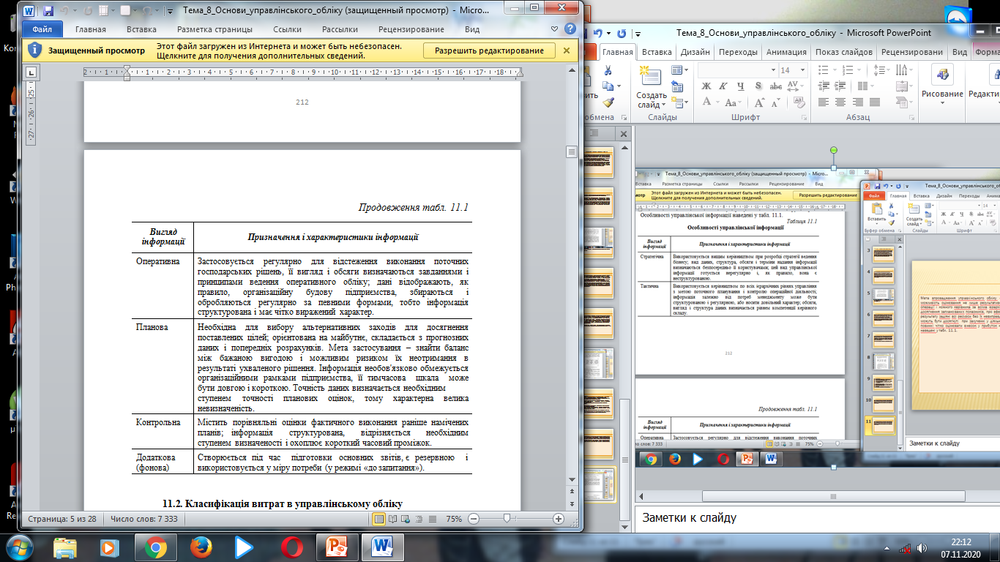 Тема_8_Основи_управлінського_обліку (защищенный просмотр) - Micro...
Файл Главная Вставка Разметка страницы Ссылки Рассылки Рецензирование Вид
Защищенный просмотр Этот файл загружен из Интернета и может быть небезопасен. Щелкните для получения дополнительных сведений. Разрешить редактирование
212
Продовження табл. 11.1
Вигляд
інформації
Призначення і характеристики інформації
Оперативна
Застосовується регулярно для відстеження виконання поточних
господарських рішень, її вигляд і обсяги визначаються завданнями і
принципами ведення оперативного обліку; дані відображають, як
правило, організаційну будову підприємства, збираються і
обробляються регулярно за певними формами, тобто інформація
структурована і має чітко виражений характер.
Планова
Необхідна для вибору альтернативних заходів для досягнення
поставлених цілей; орієнтована на майбутнє, складається з прогнозних
даних і попередніх розрахунків. Мета застосування – знайти баланс
між бажаною вигодою і можливим ризиком їх неотримання в
результаті ухваленого рішення. Інформація необов'язково обмежується
організаційними рамками підприємства, її тимчасова шкала може
бути довгою і короткою. Точність даних визначається необхідним
ступенем точності планових оцінок, тому характерна велика
невизначеність.
Контрольна
Містить порівняльні оцінки фактичного виконання раніше намічених
планів; інформація структурована, відрізняється необхідним
ступенем визначеності і охоплює короткий часовий проміжок.
Додаткова
(фонова)
Створюється під час підготовки основних звітів, є резервною і
використовується у міру потреби (у режимі «до запитання»).
11.2. Класифікація витрат в управлінському обліку
Страница: 5 из 28 Число слов: 7 333 75%
Тема_8_Основи_управлінського_обліку - Microsoft PowerPoint
Главная Вставка Дизайн Переходы Анимация Показ слайдов Рецензировани Вид Форма
14
Создать
слайд
Рисование
Слайды Шрифт Абзац
Тема_8_Основи_управлінського_обліку (защищенный просмотр) - Micro...
Разметка страницы Ссылки Рассылки Рецензирование Вид
Этот файл загружен из Интернета и может быть небезопасен.
Щелкните для получения дополнительных сведений.
Разрешить редактирование
Особливості управлінської інформації наведені у табл. 11.1.
Таблиця 11.1
Особливості управлінської інформації
Вигляд
інформації
Призначення і характеристики інформації
Стратегічна
Використовується вищим керівництвом при розробці стратегії ведення
бізнесу; вид даних, структура, обсяги і терміни надання інформації
визначаються безпосередньо її користувачами; цей вид управлінської
інформації готується нерегулярно і, як правило, вона є
неструктурованою.
Тактична
Використовується керівництвом по всіх ієрархічних рівнях управління
з метою поточного планування і контролю операційної діяльності;
інформація залежно від потреб менеджменту може бути
структурованою і регулярною, або носити довільний характер; обсяги,
вигляд і структура даних визначається рівнем компетенції керівного
складу.
212
Продовження табл. 11.1
Вигляд
інформації
Призначення і характеристики інформації
Файл Главная Вставка Дизайн Переходы
Вставить
Создать
слайд
Буфер обмена Слайды Шрифт
3
4
5
6
7
8
9
10
11
Заметки к слайду
Заметки к слайду
22:12
07.11.2020